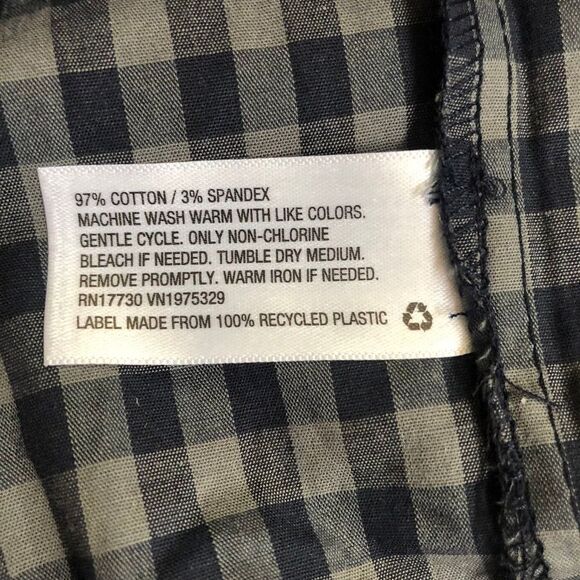 97% COTTON / 3% SPANDEX
MACHINE WASH WARM WITH LIKE COLORS.
GENTLE CYCLE. ONLY NON-CHLORINE
BLEACH IF NEEDED. TUMBLE DRY MEDIUM.
REMOVE PROMPTLY. WARM IRON IF NEEDED.
RN17730 VN1975329
LABEL MADE FROM 100% RECYCLED PLASTIC